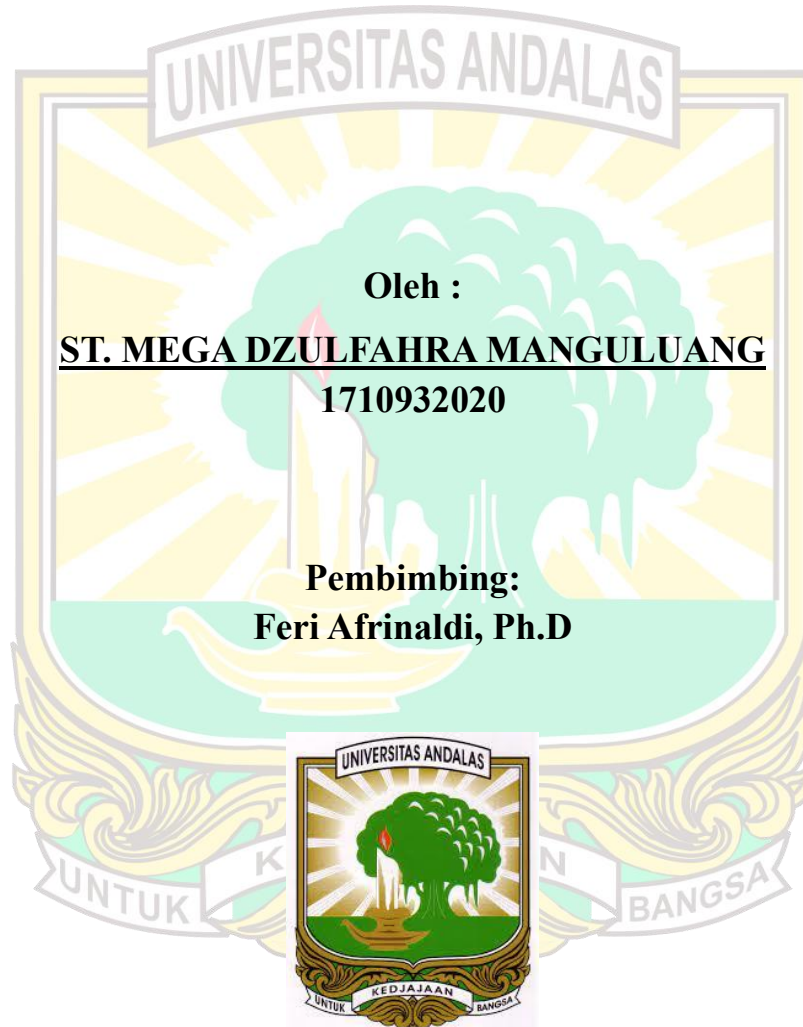 UNIVERSITAS ANDALAS
Oleh :
ST. MEGA DZULFAHRA MANGULUANG
1710932020
Pembimbing:
Feri Afrinaldi, Ph.D
UNIVERSITAS ANDALAS
UNTUK K N BANGSA
UNTUK KEDJAJAAN BANGSA